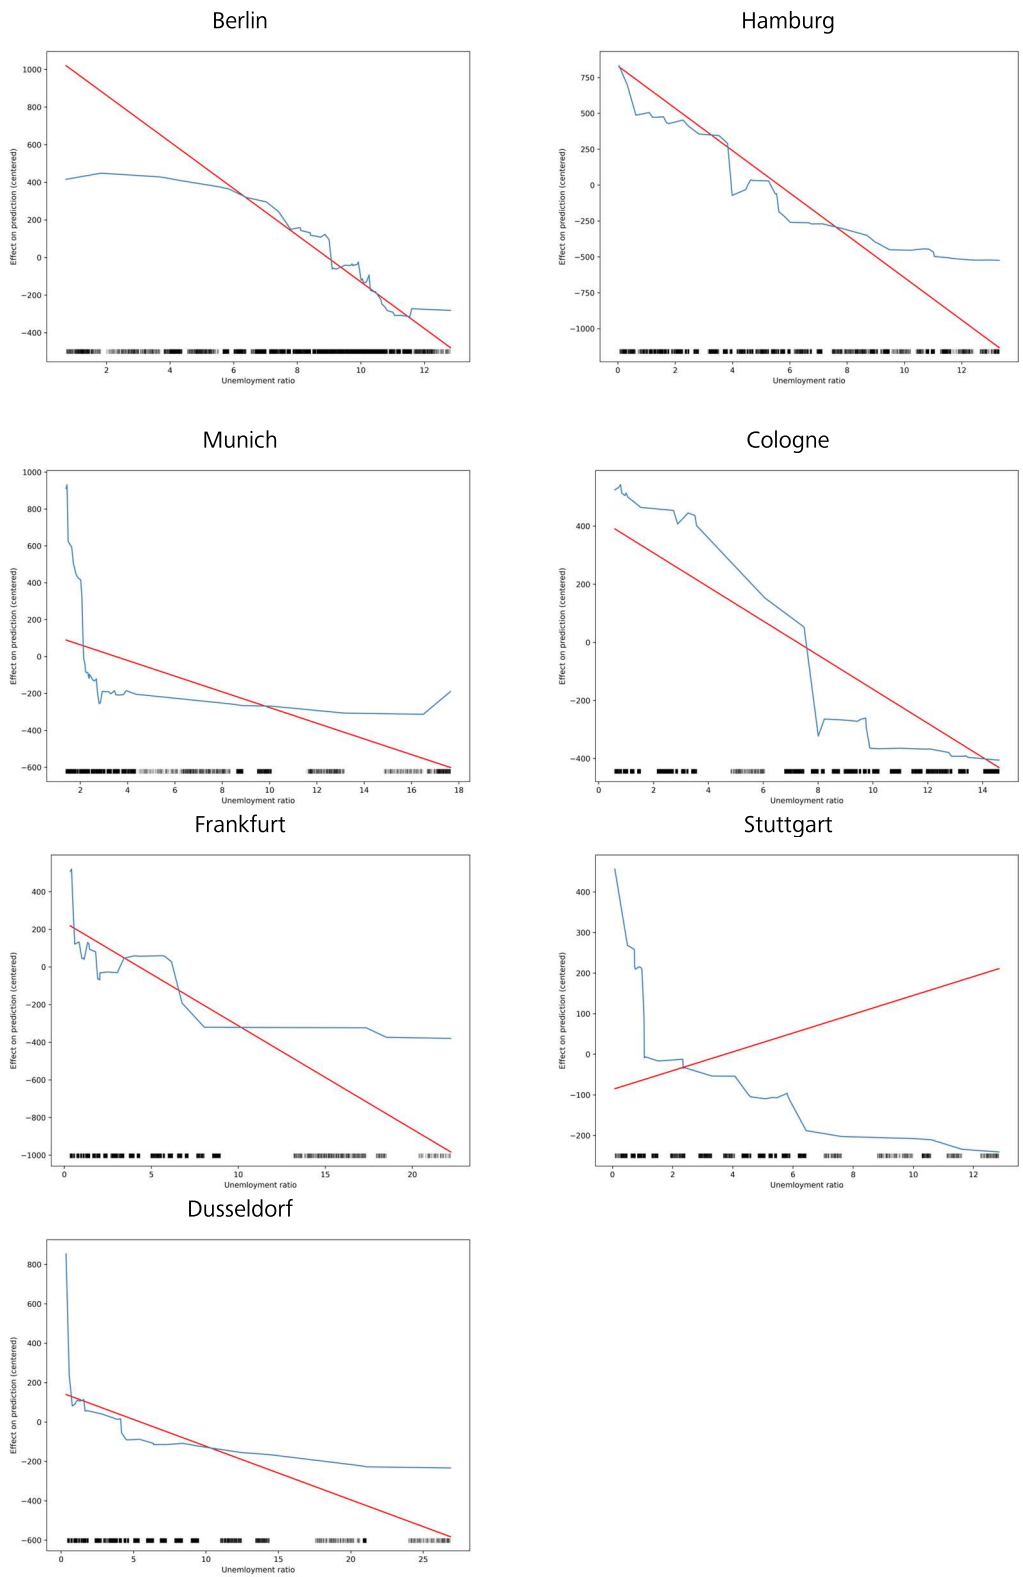 Berlin
Hamburg
1000
800
600
400
200
0
−200
−400
Effect on prediction (centered)
2 4 6 8 10 12
Unemloyment ratio
750
500
250
0
−250
−500
−750
−1000
Effect on prediction (centered)
0 2 4 6 8 10 12
Unemloyment ratio
Munich
Cologne
1000
800
600
400
200
0
−200
−400
−600
Effect on prediction (centered)
2 4 6 8 10 12 14 16 18
Unemloyment ratio
400
200
0
−200
−400
Effect on prediction (centered)
0 2 4 6 8 10 12 14
Unemloyment ratio
Frankfurt
Stuttgart
400
200
0
−200
−400
−600
−800
−1000
Effect on prediction (centered)
0 5 10 15 20
Unemloyment ratio
400
300
200
100
0
−100
−200
Effect on prediction (centered)
0 2 4 6 8 10 12
Unemloyment ratio
Dusseldorf
800
600
400
200
0
−200
−400
−600
Effect on prediction (centered)
0 5 10 15 20 25
Unemloyment ratio